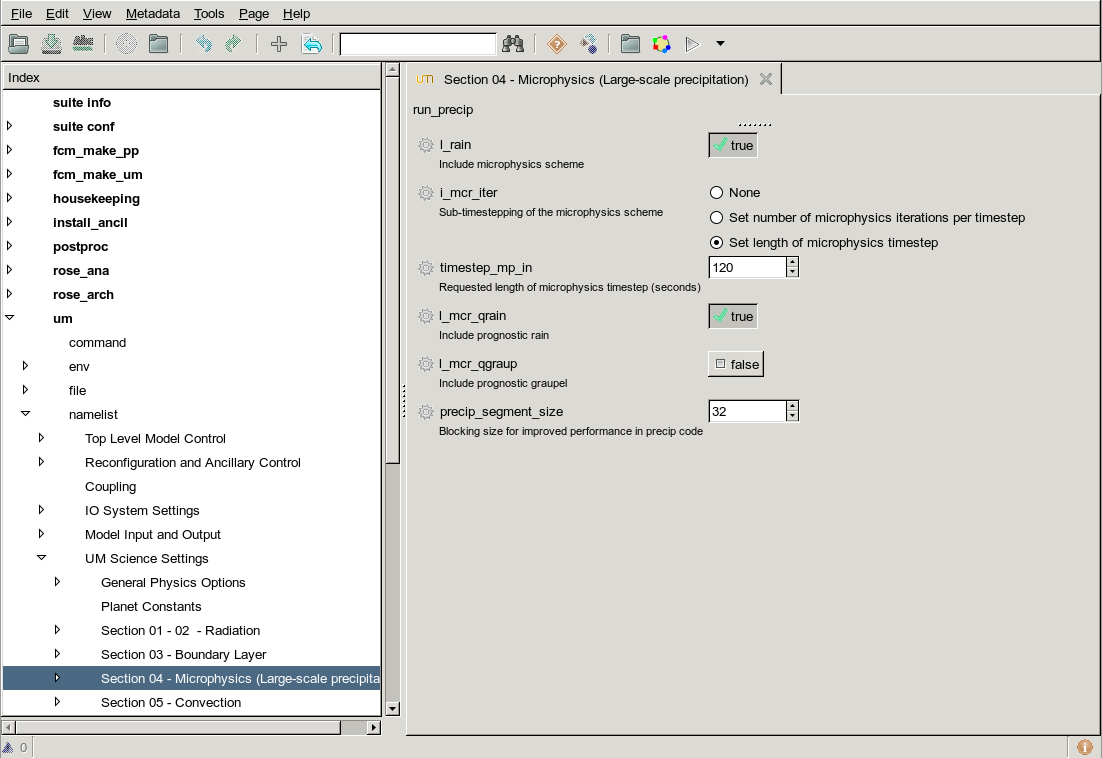 File Edit View Metadata Tools Page Help
Index
suite info
suite conf
fcm_make_pp
fcm_make_um
housekeeping
install_ancil
postproc
rose_ana
rose_arch
um
command
env
file
namelist
Top Level Model Control
Reconfiguration and Ancillary Control
Coupling
IO System Settings
Model Input and Output
UM Science Settings
General Physics Options
Planet Constants
Section 01 - 02 - Radiation
Section 03 - Boundary Layer
Section 04 - Microphysics (Large-scale precipita
Section 05 - Convection
0
um Section 04 - Microphysics (Large-scale precipitation)
run_precip
l_rain true
Include microphysics scheme
i_mcr_iter None
Sub-timestepping of the microphysics scheme
Set number of microphysics iterations per timestep
Set length of microphysics timestep
timestep_mp_in 120
Requested length of microphysics timestep (seconds)
l_mcr_qrain true
Include prognostic rain
l_mcr_qgraup false
Include prognostic graupel
precip_segment_size 32
Blocking size for improved performance in precip code